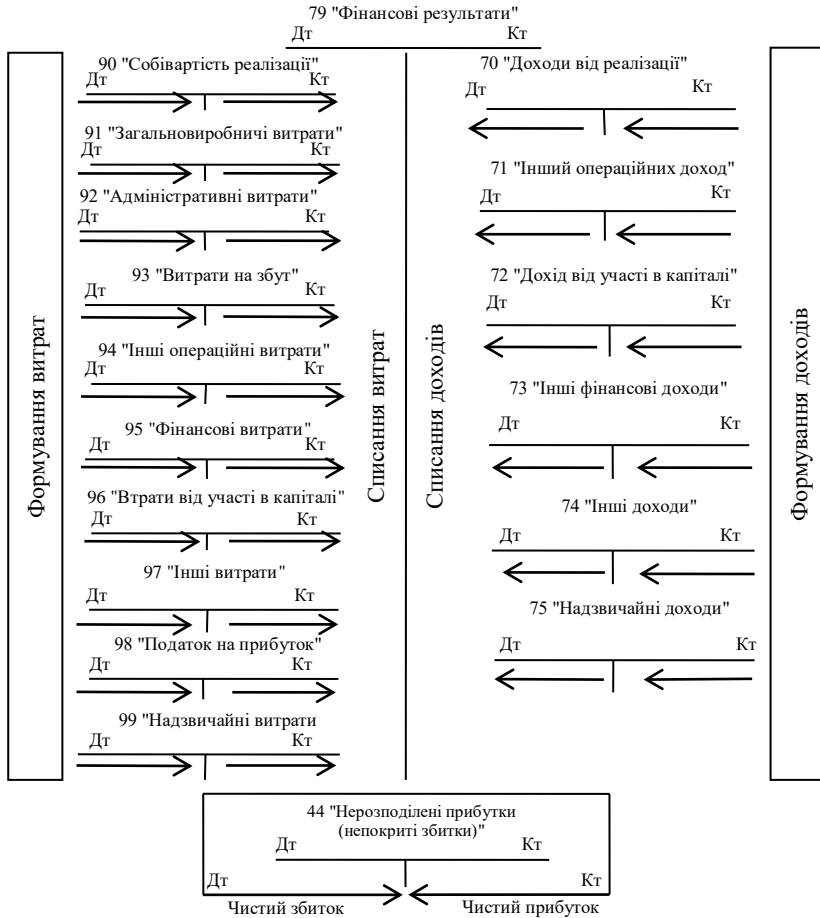 79 "Фінансові результати"
Дт Кт
Формування витрат
90 "Собівартість реалізації"
Дт Кт
91 "Загальновиробничі витрати"
Дт Кт
92 "Адміністративні витрати"
Дт Кт
93 "Витрати на збут"
Дт Кт
94 "Інші операційні витрати"
Дт Кт
95 "Фінансові витрати"
Дт Кт
96 "Втрати від участі в капіталі"
Дт Кт
97 "Інші витрати"
Дт Кт
98 "Податок на прибуток"
Дт Кт
99 "Надзвичайні витрати
Дт Кт
Списання витрат
Списання доходів
70 "Доходи від реалізації"
Дт Кт
71 "Інший операційних доход"
Дт Кт
72 "Дохід від участі в капіталі"
Дт Кт
73 "Інші фінансові доходи"
Дт Кт
74 "Інші доходи"
Дт Кт
75 "Надзвичайні доходи"
Дт Кт
Формування доходів
44 "Нерозподілені прибутки
(непокриті збитки)"
Дт Кт
Дт Кт
Чистий збиток Чистий прибуток